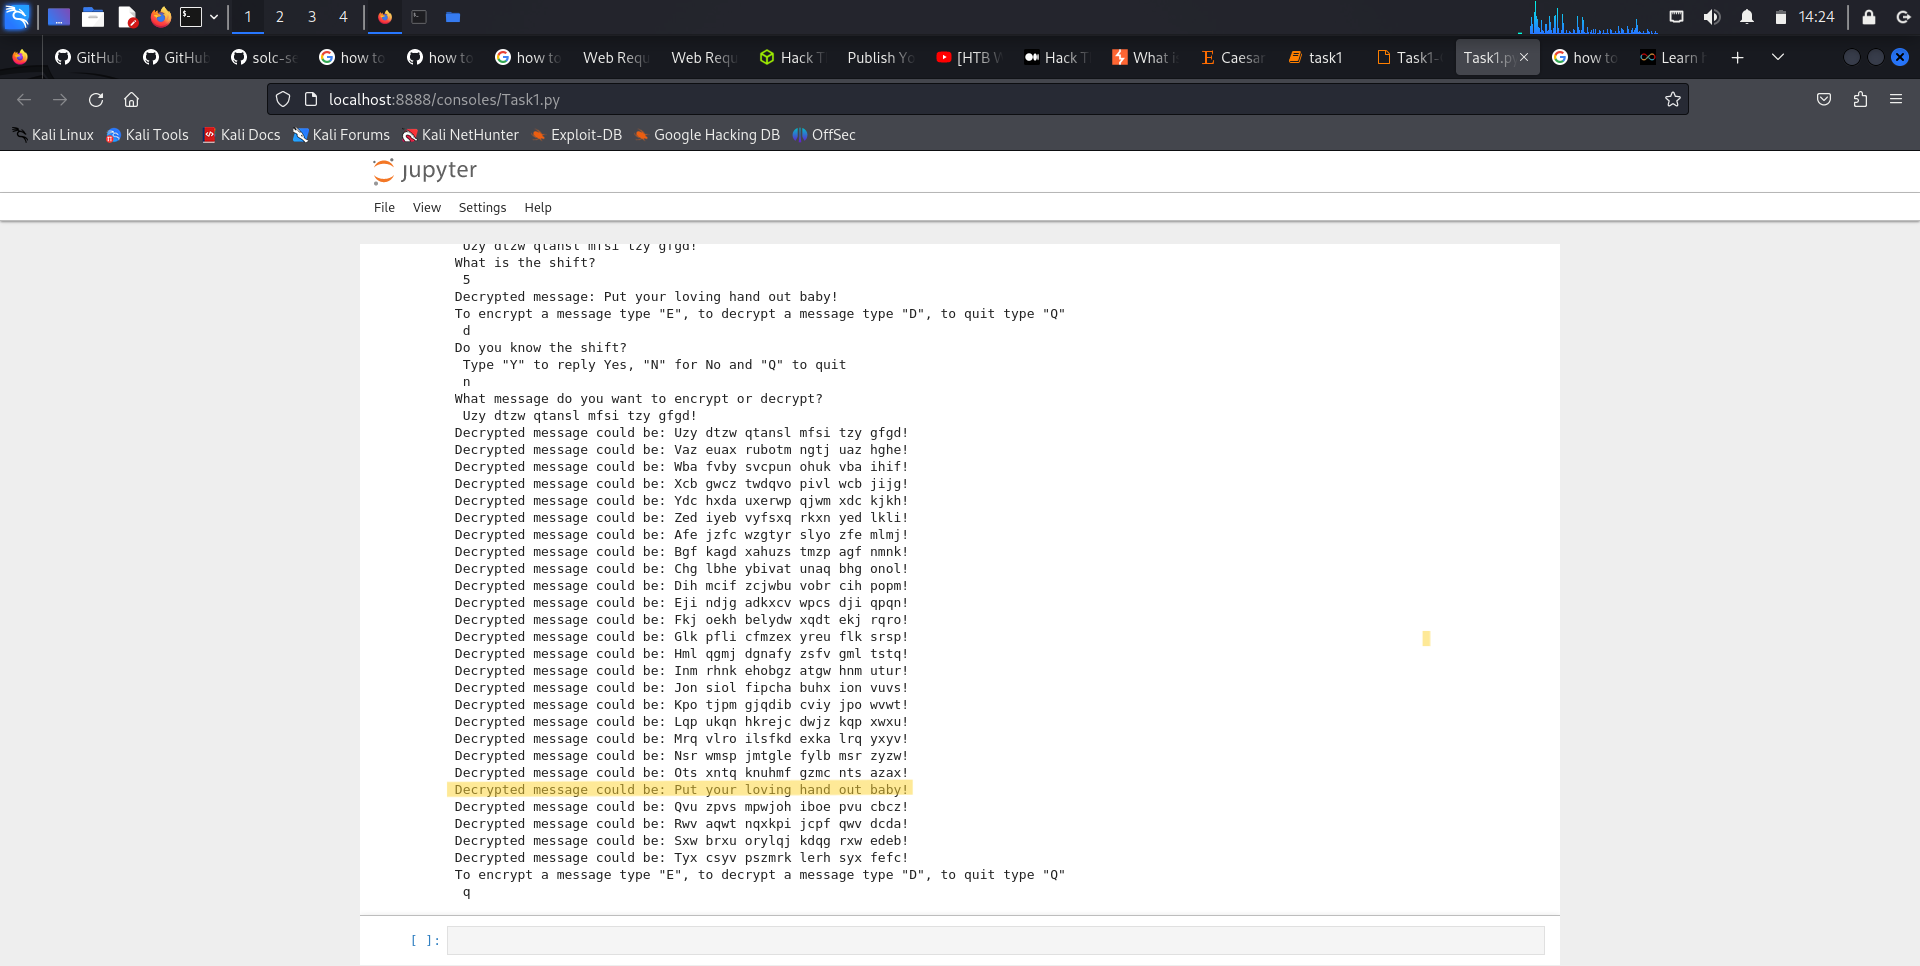 1 2 3 4 14:24
GitHub GitHub solc-se how to how to how to Web Requ Web Requ Hack T Publish Yo [HTB W Hack T What is Caesar task1 Task1- Task1.py how to Learn
localhost:8888/consoles/Task1.py
Kali Linux Kali Tools Kali Docs Kali Forums Kali NetHunter Exploit-DB Google Hacking DB OffSec
jupyter
File View Settings Help
Uzy dtzw qtansl mfsi tzy gfgd!
What is the shift?
5
Decrypted message: Put your loving hand out baby!
To encrypt a message type "E", to decrypt a message type "D", to quit type "Q"
d
Do you know the shift?
Type "Y" to reply Yes, "N" for No and "Q" to quit
n
What message do you want to encrypt or decrypt?
Uzy dtzw qtansl mfsi tzy gfgd!
Decrypted message could be: Uzy dtzw qtansl mfsi tzy gfgd!
Decrypted message could be: Vaz euax rubotm ngtj uaz hghe!
Decrypted message could be: Wba fvby svcpun ohuk vba ihif!
Decrypted message could be: Xcb gwcz twdqvo pivl wcb jijg!
Decrypted message could be: Ydc hxda uxerwp qjwm xdc kjkh!
Decrypted message could be: Zed iyeb vyfsxq rkxn yed lkli!
Decrypted message could be: Afe jzfc wzgtyr slyo zfe mlmj!
Decrypted message could be: Bgf kagd xahuzs tmzp agf nmnk!
Decrypted message could be: Chg lbhe ybivat unaq bhg onol!
Decrypted message could be: Dih mcif zcjwbu vobr cih popm!
Decrypted message could be: Eji ndjg adkxcv wpcs dji qpqn!
Decrypted message could be: Fkj oekh belydw xqdt ekj rqro!
Decrypted message could be: Glk pfli cfmzex yreu flk srsp!
Decrypted message could be: Hml qgmj dgnafy zsfv gml tstq!
Decrypted message could be: Inm rhnk ehobgz atgw hnm utur!
Decrypted message could be: Jon siol fipcha buhx ion vuvs!
Decrypted message could be: Kpo tjpm gjqdib cviy jpo wvwt!
Decrypted message could be: Lqp ukqn hkrejc dwjz kqp xwxu!
Decrypted message could be: Mrq vlro ilsfkd exka lrq yxyv!
Decrypted message could be: Nsr wmsp jmtgle fylb msr zyzw!
Decrypted message could be: Ots xntq knuhmf gzmc nts azax!
Decrypted message could be: Put your loving hand out baby!
Decrypted message could be: Qvu zpvs mpwjoh iboe pvu cbcz!
Decrypted message could be: Rwv aqwt nqxkpi jcpf qwv dcda!
Decrypted message could be: Sxw brxu orylqj kdqg rxw edeb!
Decrypted message could be: Tyx csyv pszmrk lerh syx fefc!
To encrypt a message type "E", to decrypt a message type "D", to quit type "Q"
q
[ ]: